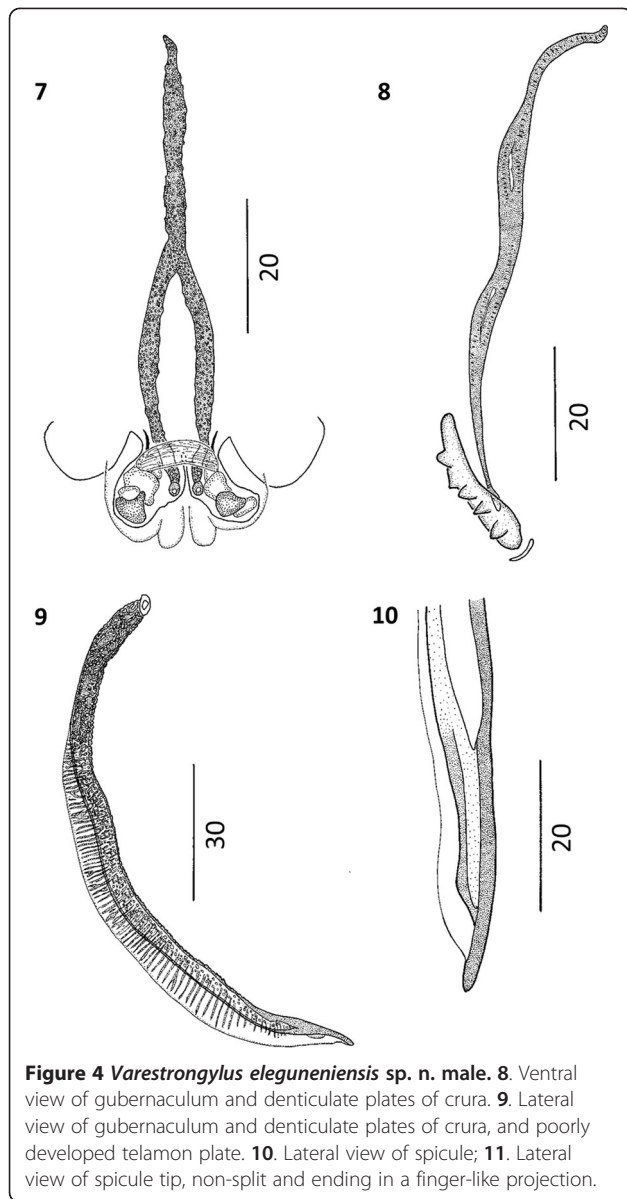 7
8
20
20
9
10
30
20
Figure 4 Varestrongylus eleguneniensis sp. n. male. 8. Ventral
view of gubernaculum and denticulate plates of crura. 9. Lateral
view of gubernaculum and denticulate plates of crura, and poorly
developed telamon plate. 10. Lateral view of spicule; 11. Lateral
view of spicule tip, non-split and ending in a finger-like projection.